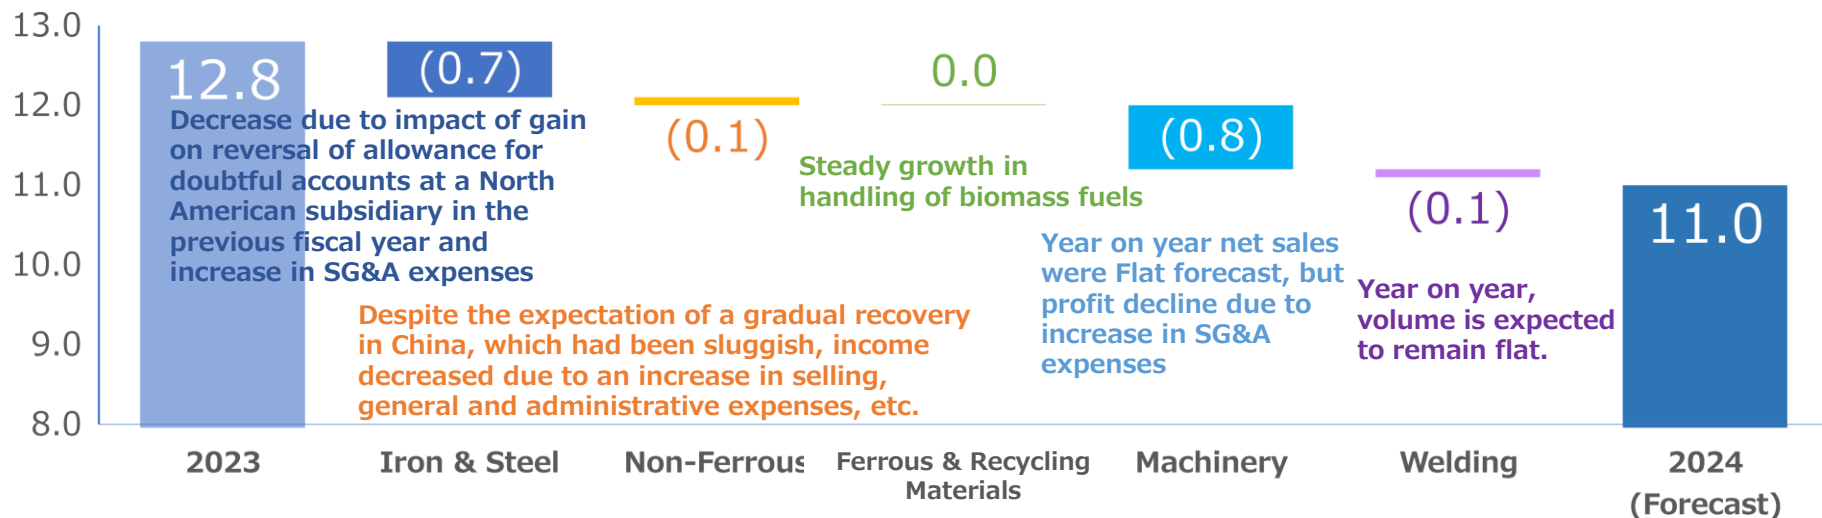 13.0
12.0
11.0
10.0
9.0
8.0
12.8
(0.7)
Decrease due to impact of gain
on reversal of allowance for
doubtful accounts at a North
American subsidiary in the
previous fiscal year and
increase in SG&A expenses
(0.1)
Despite the expectation of a gradual recovery
in China, which had been sluggish, income
decreased due to an increase in selling,
general and administrative expenses, etc.
0.0
Steady growth in
handling of biomass fuels
(0.8)
Year on year net sales
were Flat forecast, but
profit decline due to
increase in SG&A
expenses
(0.1)
Year on year,
volume is expected
to remain flat.
11.0
2023
Iron & Steel
Non-Ferrous
Ferrous & Recycling
Materials
Machinery
Welding
2024
(Forecast)